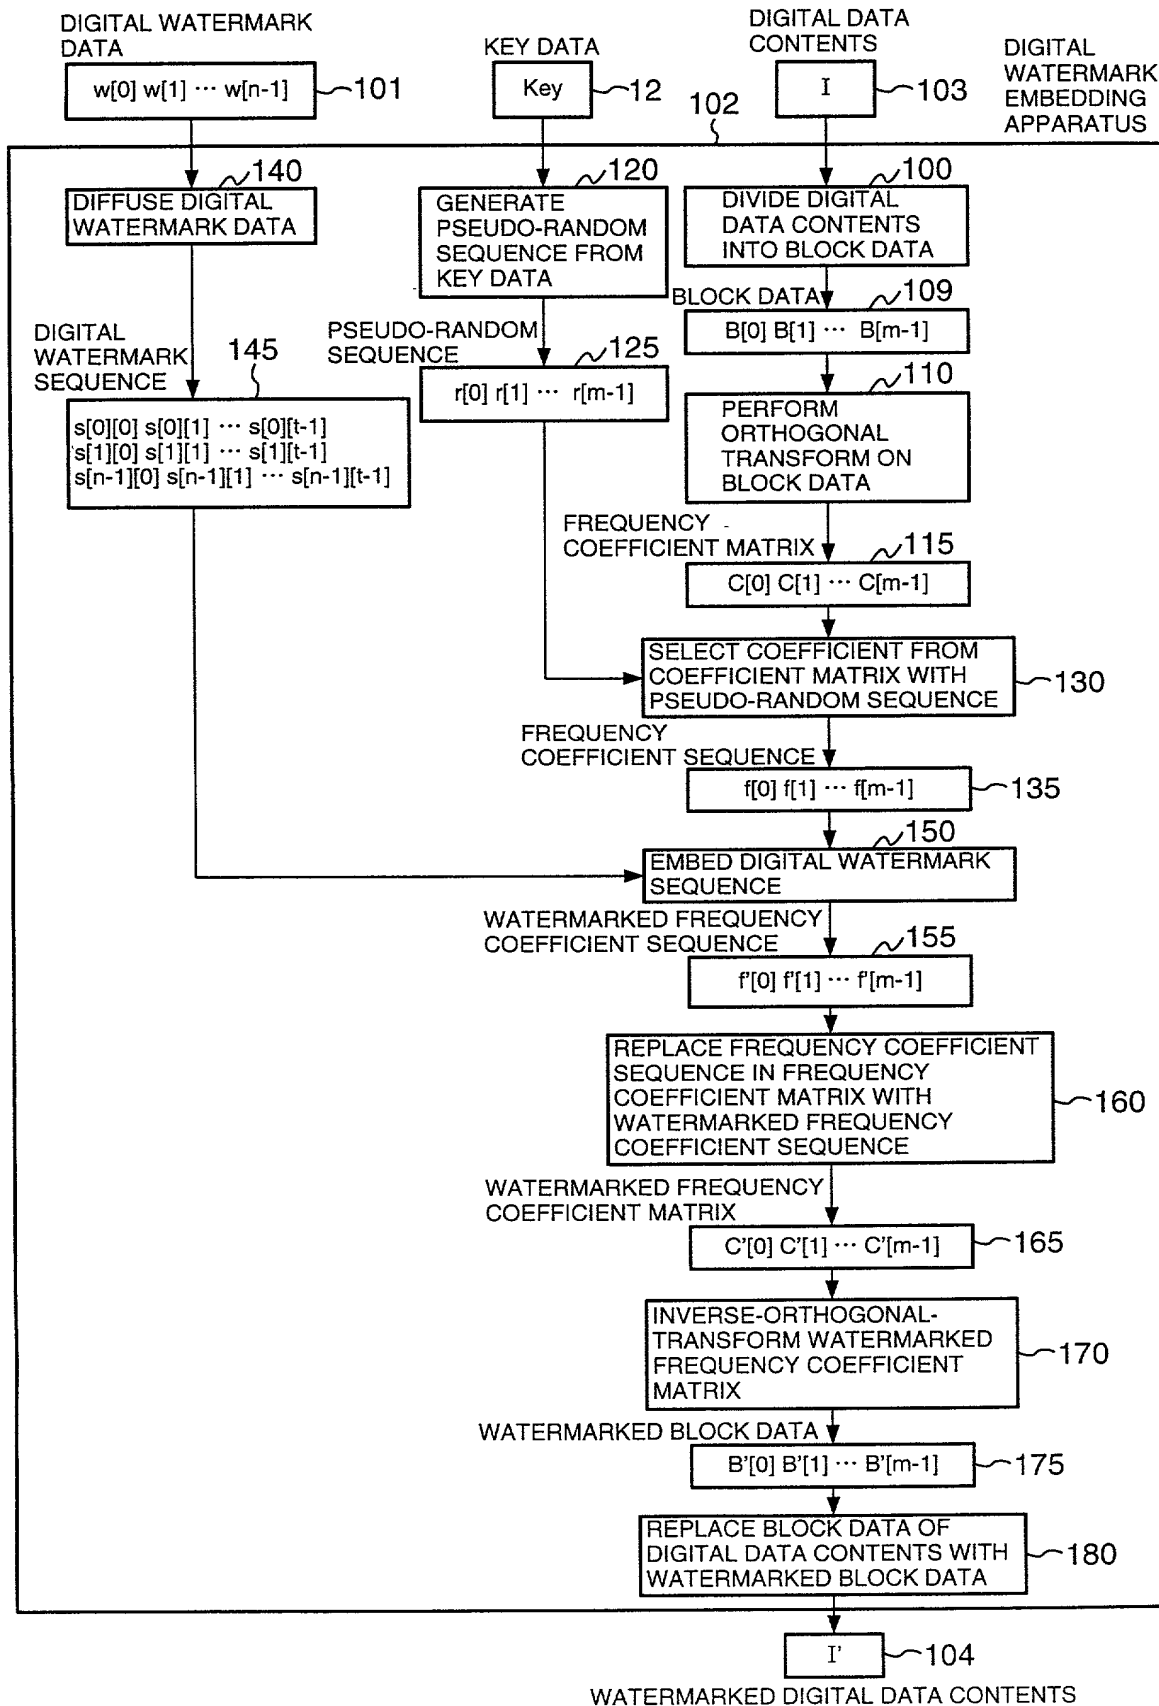 DIGITAL WATERMARK
DATA
w[0] w[1] ··· w[n-1]
101
KEY DATA
Key
12
DIGITAL DATA
CONTENTS
I
103
DIGITAL
WATERMARK
EMBEDDING
APPARATUS
102
140
DIFFUSE DIGITAL
WATERMARK DATA
120
GENERATE
PSEUDO-RANDOM
SEQUENCE FROM
KEY DATA
100
DIVIDE DIGITAL
DATA CONTENTS
INTO BLOCK DATA
BLOCK DATA
109
B[0] B[1] ··· B[m-1]
DIGITAL
WATERMARK
SEQUENCE
145
s[0][0] s[0][1] ··· s[0][t-1]
s[1][0] s[1][1] ··· s[1][t-1]
s[n-1][0] s[n-1][1] ··· s[n-1][t-1]
PSEUDO-RANDOM
SEQUENCE
125
r[0] r[1] ··· r[m-1]
110
PERFORM
ORTHOGONAL
TRANSFORM ON
BLOCK DATA
FREQUENCY
COEFFICIENT MATRIX
115
C[0] C[1] ··· C[m-1]
SELECT COEFFICIENT FROM
COEFFICIENT MATRIX WITH
PSEUDO-RANDOM SEQUENCE
130
FREQUENCY
COEFFICIENT SEQUENCE
f[0] f[1] ··· f[m-1]
135
150
EMBED DIGITAL WATERMARK
SEQUENCE
WATERMARKED FREQUENCY
COEFFICIENT SEQUENCE
155
f'[0] f'[1] ··· f'[m-1]
REPLACE FREQUENCY COEFFICIENT
SEQUENCE IN FREQUENCY
COEFFICIENT MATRIX WITH
WATERMARKED FREQUENCY
COEFFICIENT SEQUENCE
160
WATERMARKED FREQUENCY
COEFFICIENT MATRIX
C'[0] C'[1] ··· C'[m-1]
165
INVERSE-ORTHOGONAL-
TRANSFORM WATERMARKED
FREQUENCY COEFFICIENT
MATRIX
170
WATERMARKED BLOCK DATA
B'[0] B'[1] ··· B'[m-1]
175
REPLACE BLOCK DATA OF
DIGITAL DATA CONTENTS WITH
WATERMARKED BLOCK DATA
180
I'
104
WATERMARKED DIGITAL DATA CONTENTS